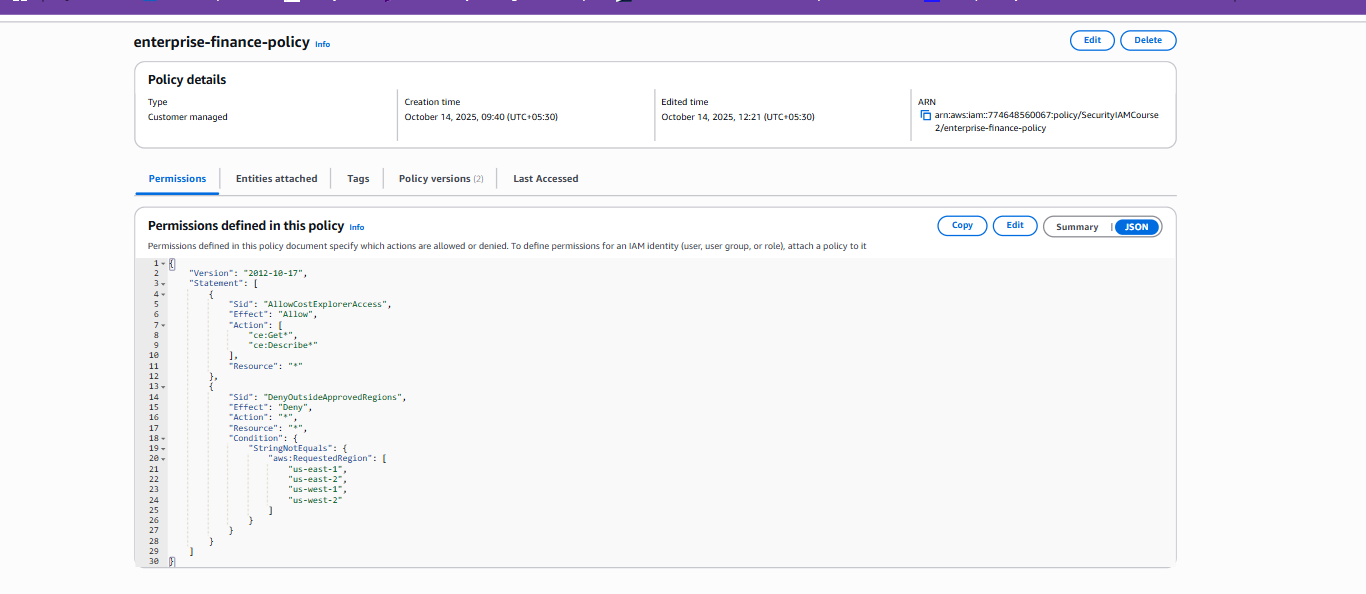 enterprise-finance-policy Info
Edit
Delete
Policy details
Type
Customer managed
Creation time
October 14, 2025, 09:40 (UTC+05:30)
Edited time
October 14, 2025, 12:21 (UTC+05:30)
ARN
arn:aws:iam::774648560067:policy/SecurityIAMCourse
2/enterprise-finance-policy
Permissions
Entities attached
Tags
Policy versions (2)
Last Accessed
Permissions defined in this policy Info
Copy
Edit
Summary
JSON
Permissions defined in this policy document specify which actions are allowed or denied. To define permissions for an IAM identity (user, user group, or role), attach a policy to it
1 {
2 "Version": "2012-10-17",
3 "Statement": [
4 {
5 "Sid": "AllowCostExplorerAccess",
6 "Effect": "Allow",
7 "Action": [
8 "ce:Get*",
9 "ce:Describe*"
10 ],
11 "Resource": "*"
12 },
13 {
14 "Sid": "DenyOutsideApprovedRegions",
15 "Effect": "Deny",
16 "Action": "*",
17 "Resource": "*",
18 "Condition": {
19 "StringNotEquals": {
20 "aws:RequestedRegion": [
21 "us-east-1",
22 "us-east-2",
23 "us-west-1",
24 "us-west-2"
25 ]
26 }
27 }
28 }
29 ]
30 }